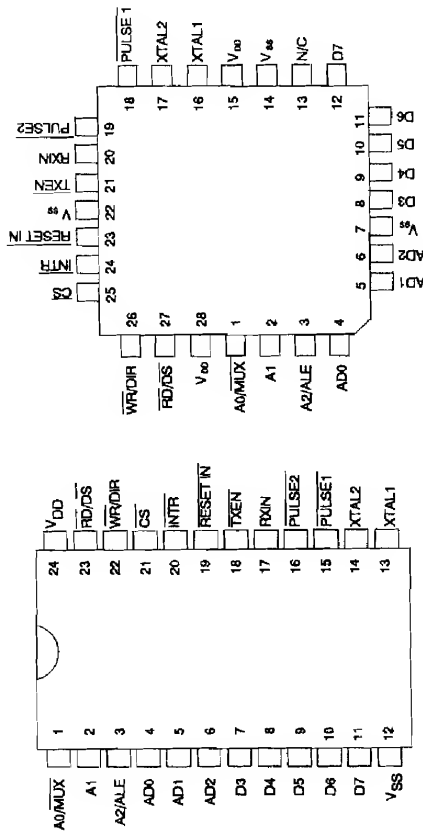 PULSE 1
XTAL2
XTAL1
VDD
VSS
N/C
D7
18
17
16
15
14
13
12
PULSE2
RXIN
TXEN
VSS
RESET IN
INTR
CS
19
20
21
22
23
24
25
11
10
9
8
7
6
5
D6
D5
D4
D3
VSS
AD2
AD1
26
27
28
1
2
3
4
WR/DIR
RD/DS
VDD
A0/MUX
A1
A2/ALE
AD0
VDD
RD/DS
WR/DIR
CS
INTR
RESET IN
TXEN
RXIN
PULSE2
PULSE1
XTAL2
XTAL1
24
23
22
21
20
19
18
17
16
15
14
13
1
2
3
4
5
6
7
8
9
10
11
12
A0/MUX
A1
A2/ALE
AD0
AD1
AD2
D3
D4
D5
D6
D7
VSS